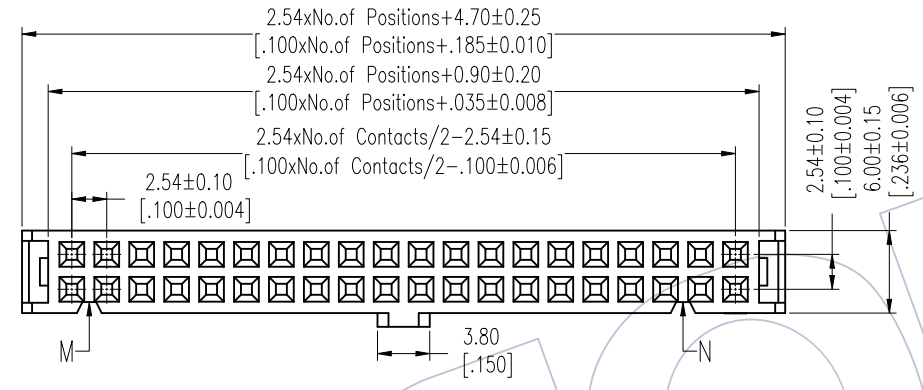 2.54xNo.of Positions+4.70±0.25
[.100xNo.of Positions+.185±0.010]
2.54xNo.of Positions+0.90±0.20
[.100xNo.of Positions+.035±0.008]
2.54xNo.of Contacts/2-2.54±0.15
[.100xNo.of Contacts/2-.100±0.006]
2.54±0.10
[.100±0.004]
2.54±0.10
[.100±0.004]
6.00±0.15
[.236±0.006]
M
3.80
[.150]
N